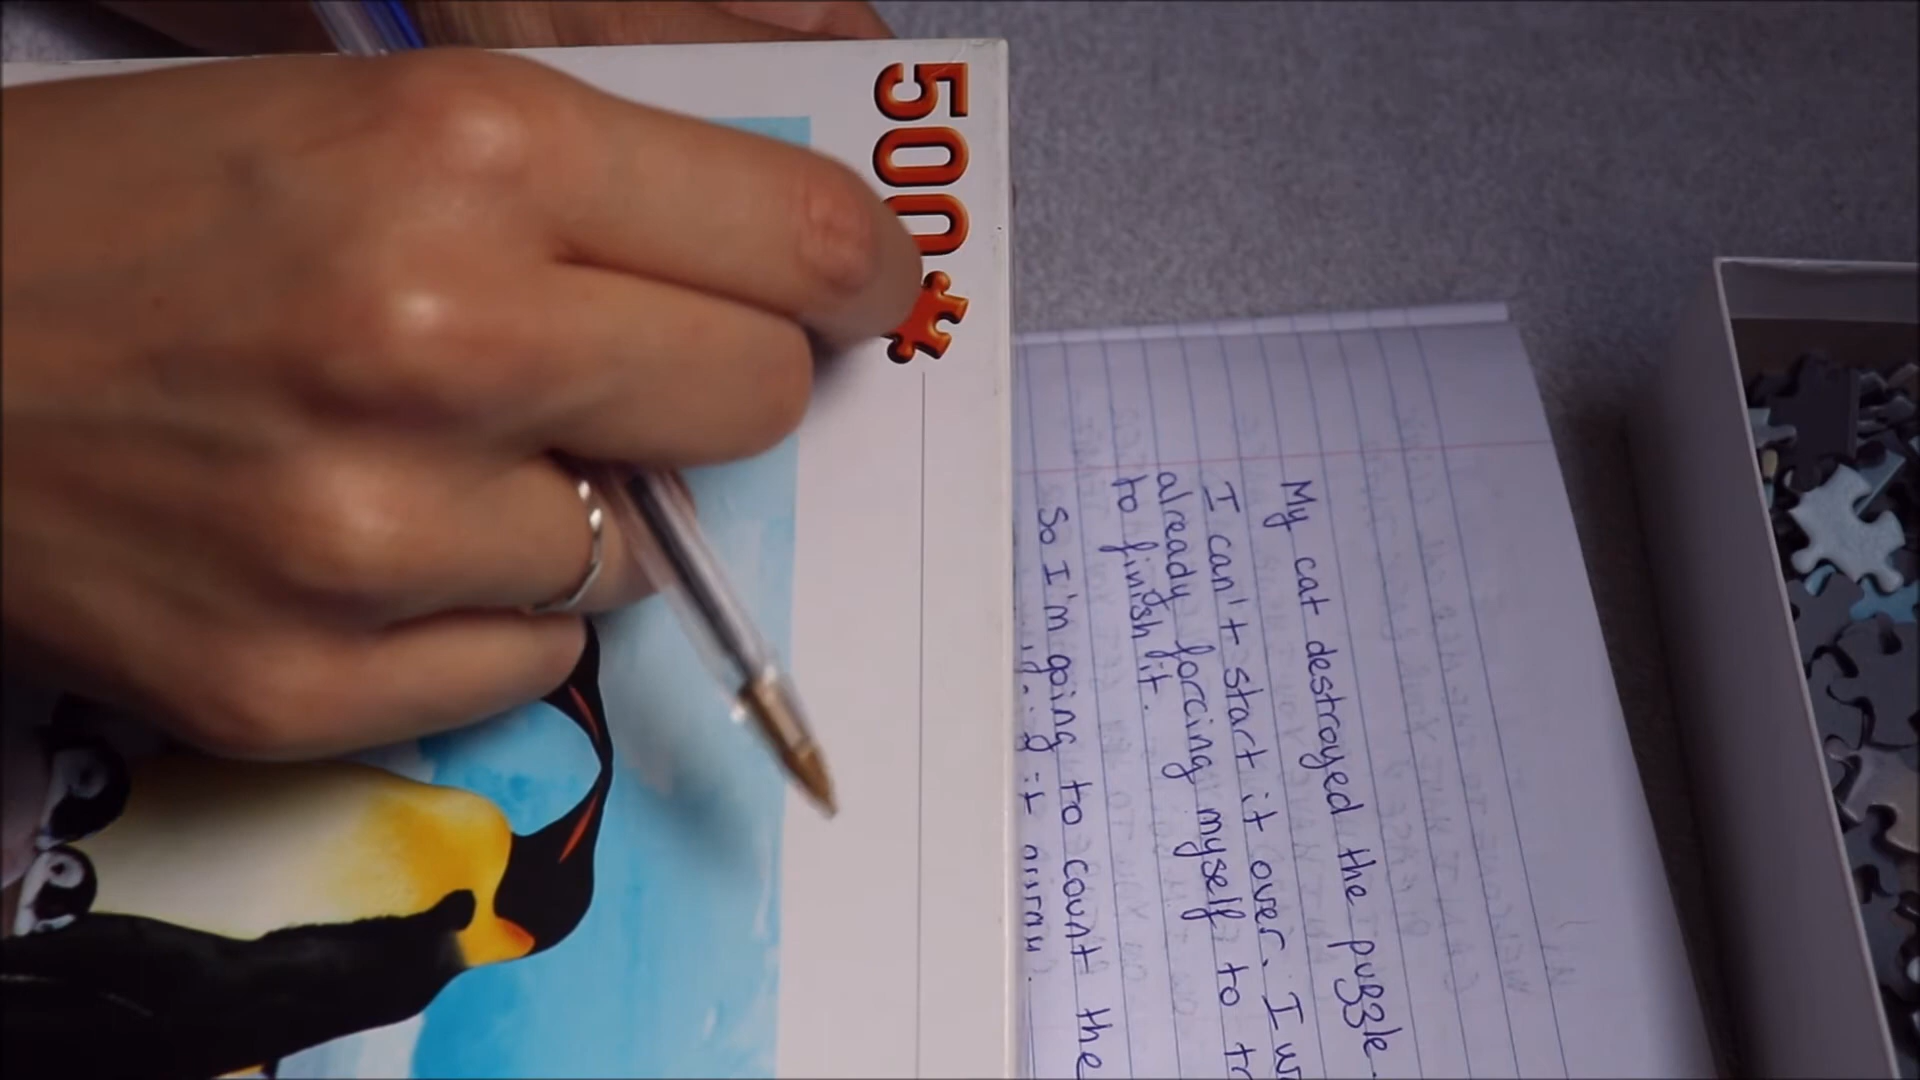 500
My cat destroyed the puzzle.
I can't start it over. I
already forcing myself to
to finish it.
So I'm going to count the